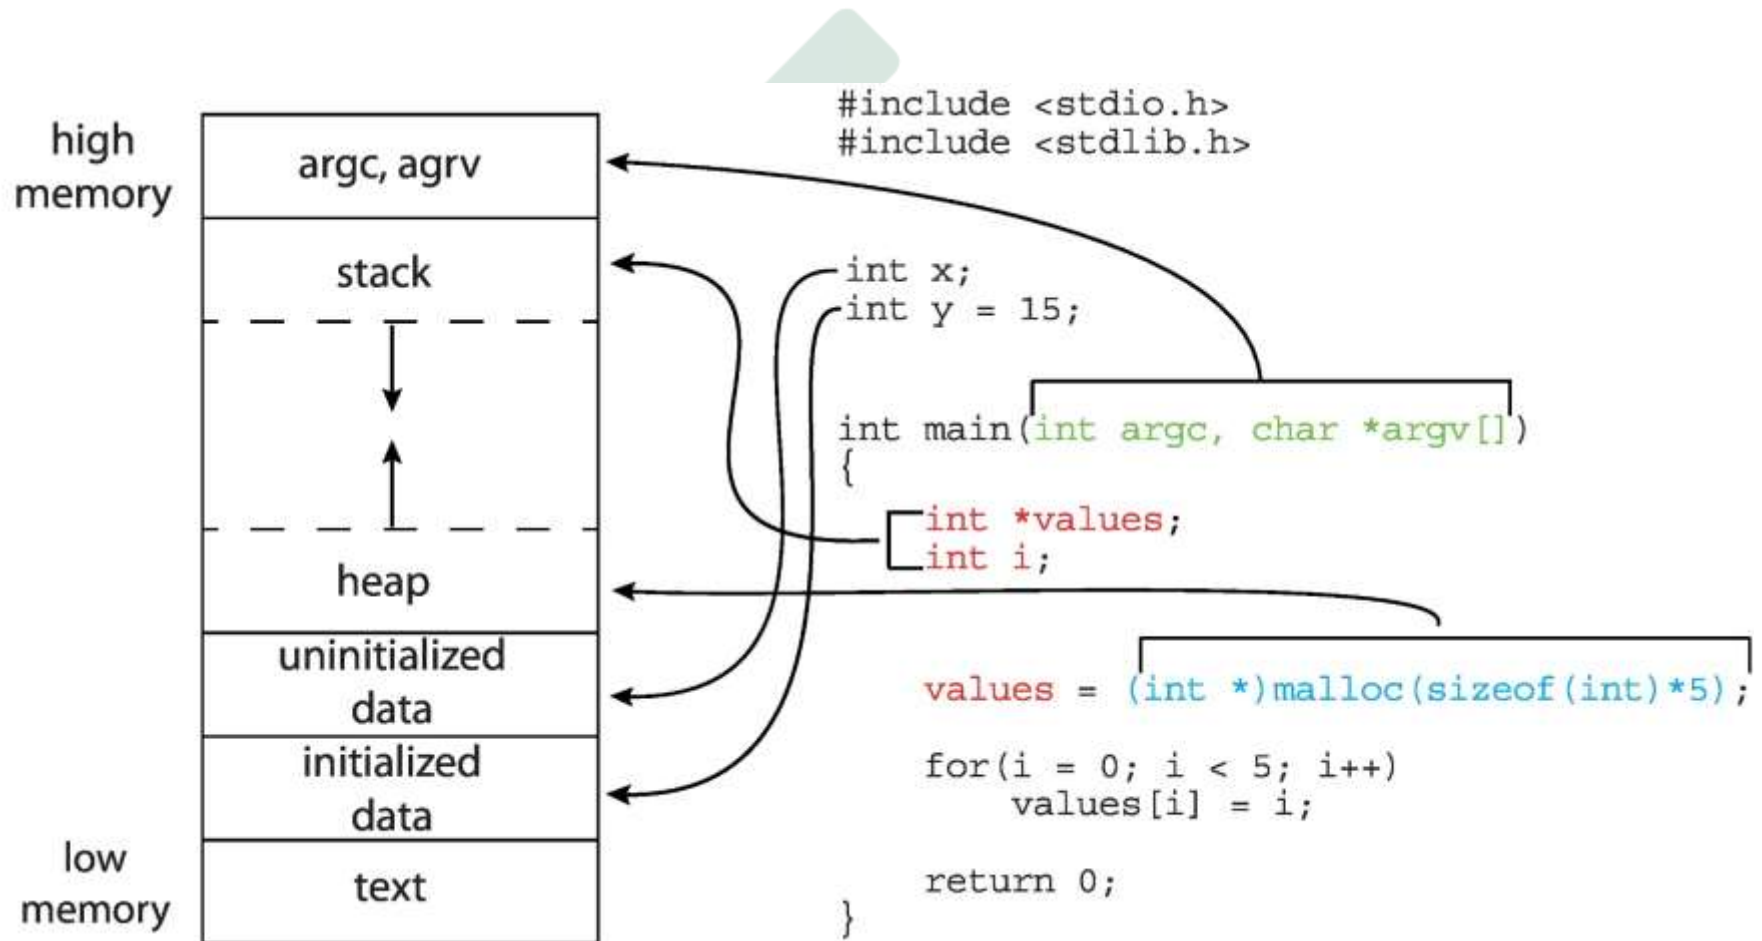 high
memory
argc, agrv
stack
heap
uninitialized
data
initialized
data
low
memory
text
#include <stdio.h>
#include <stdlib.h>
int x;
int y = 15;
int main(int argc, char *argv[])
{
int *values;
int i;
values = (int *)malloc(sizeof(int)*5);
for(i = 0; i < 5; i++)
values[i] = i;
return 0;
}